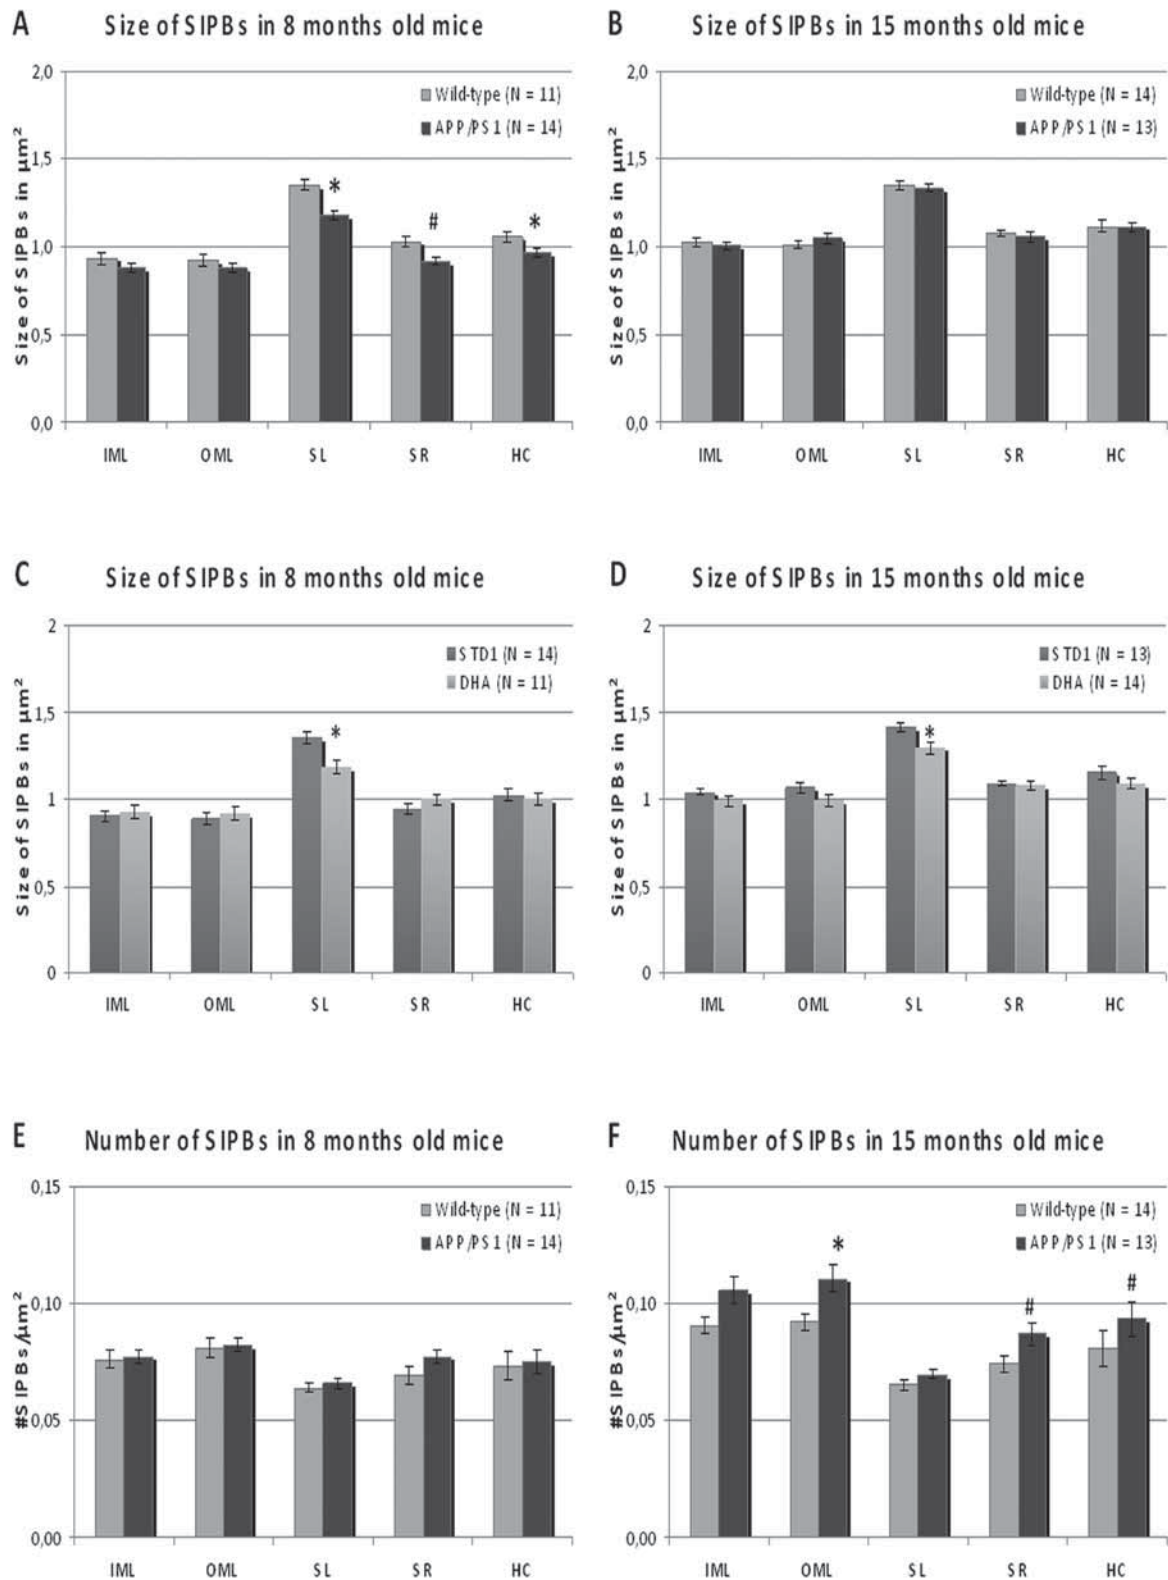 A Size of SIPBs in 8 months old mice
Size of SIPBs in µm²
2,0
1,5
1,0
0,5
0,0
Wild-type (N = 11)
APP/PS1 (N = 14)
*
#
*
IML OML SL SR HC
B Size of SIPBs in 15 months old mice
Size of SIPBs in µm²
2,0
1,5
1,0
0,5
0,0
Wild-type (N = 14)
APP/PS1 (N = 13)
IML OML SL SR HC
C Size of SIPBs in 8 months old mice
Size of SIPBs in µm²
2
1,5
1
0,5
0
STD1 (N = 14)
DHA (N = 11)
*
IML OML SL SR HC
D Size of SIPBs in 15 months old mice
Size of SIPBs in µm²
2
1,5
1
0,5
0
STD1 (N = 13)
DHA (N = 14)
*
IML OML SL SR HC
E Number of SIPBs in 8 months old mice
#SIPBs/µm²
0,15
0,10
0,05
0,00
Wild-type (N = 11)
APP/PS1 (N = 14)
IML OML SL SR HC
F Number of SIPBs in 15 months old mice
#SIPBs/µm²
0,15
0,10
0,05
0,00
Wild-type (N = 14)
APP/PS1 (N = 13)
*
#
#
IML OML SL SR HC